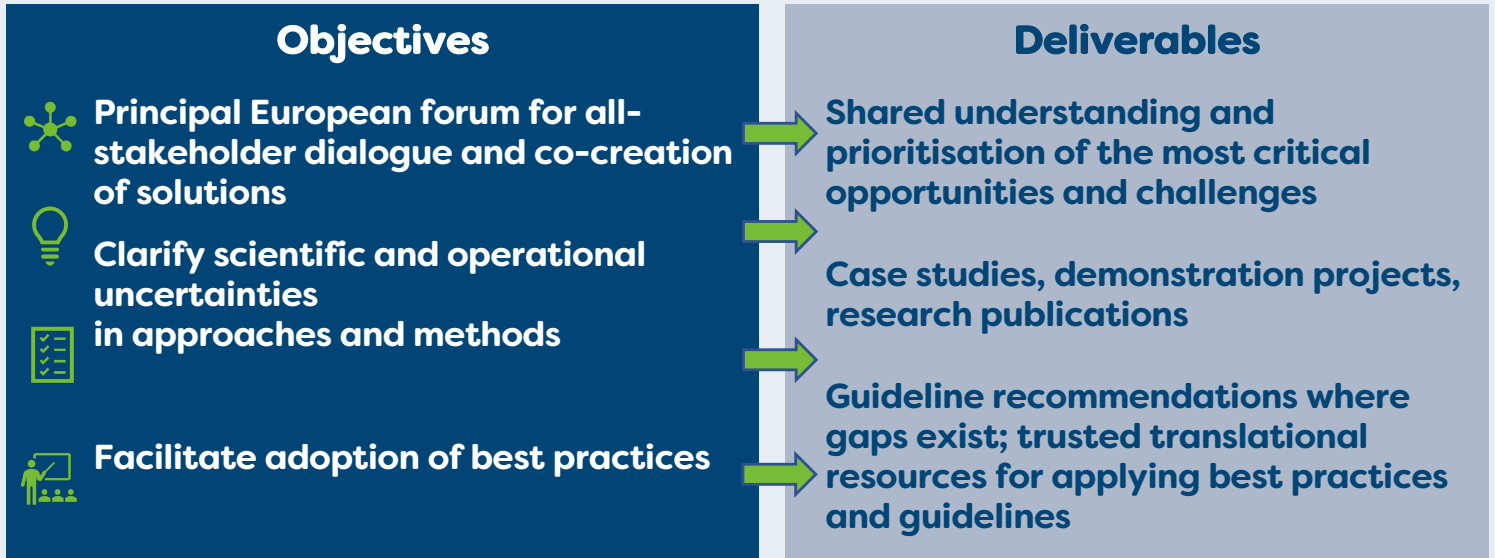 Objectives
Principal European forum for all-
stakeholder dialogue and co-creation
of solutions
Clarify scientific and operational
uncertainties
in approaches and methods
Facilitate adoption of best practices
Deliverables
Shared understanding and
prioritisation of the most critical
opportunities and challenges
Case studies, demonstration projects,
research publications
Guideline recommendations where
gaps exist; trusted translational
resources for applying best practices
and guidelines